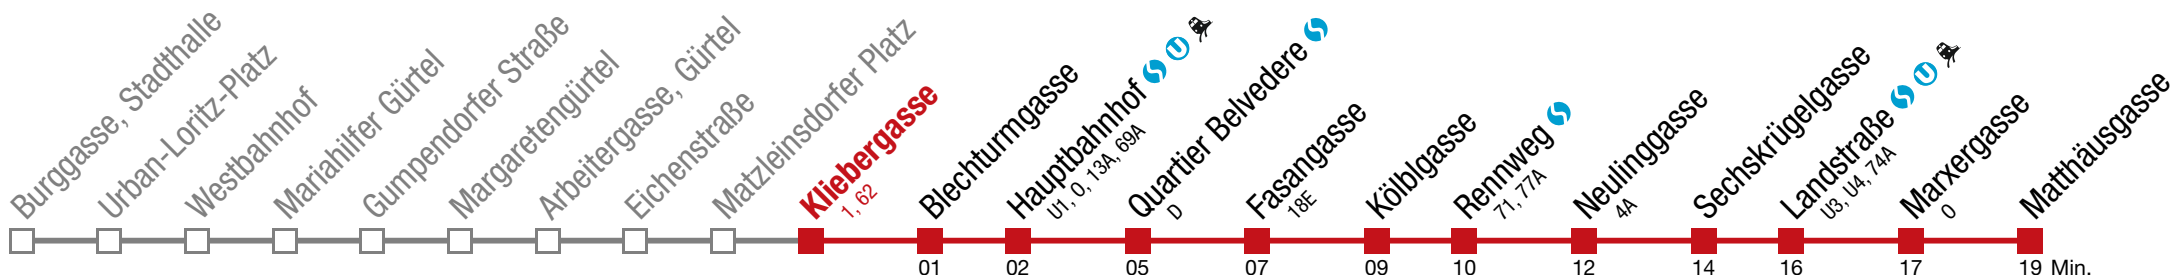 Burggasse, Stadthalle
Urban-Loritz-Platz
Westbahnhof
Mariahilfer Gürtel
Gumpendorfer Straße
Margaretengürtel
Arbeitergasse, Gürtel
Eichenstraße
Matzleinsdorfer Platz
Kliebergasse
1, 62
Blechturmgasse
Hauptbahnhof S U
U1, O, 13A, 69A
Quartier Belvedere S
D
Fasangasse
18E
Kölblgasse
Rennweg S
71, 77A
Neulinggasse
4A
Sechskrügelgasse
Landstraße S U
U3, U4, 74A
Marxergasse
O
Matthäusgasse
01 02 05 07 09 10 12 14 16 17 19 Min.